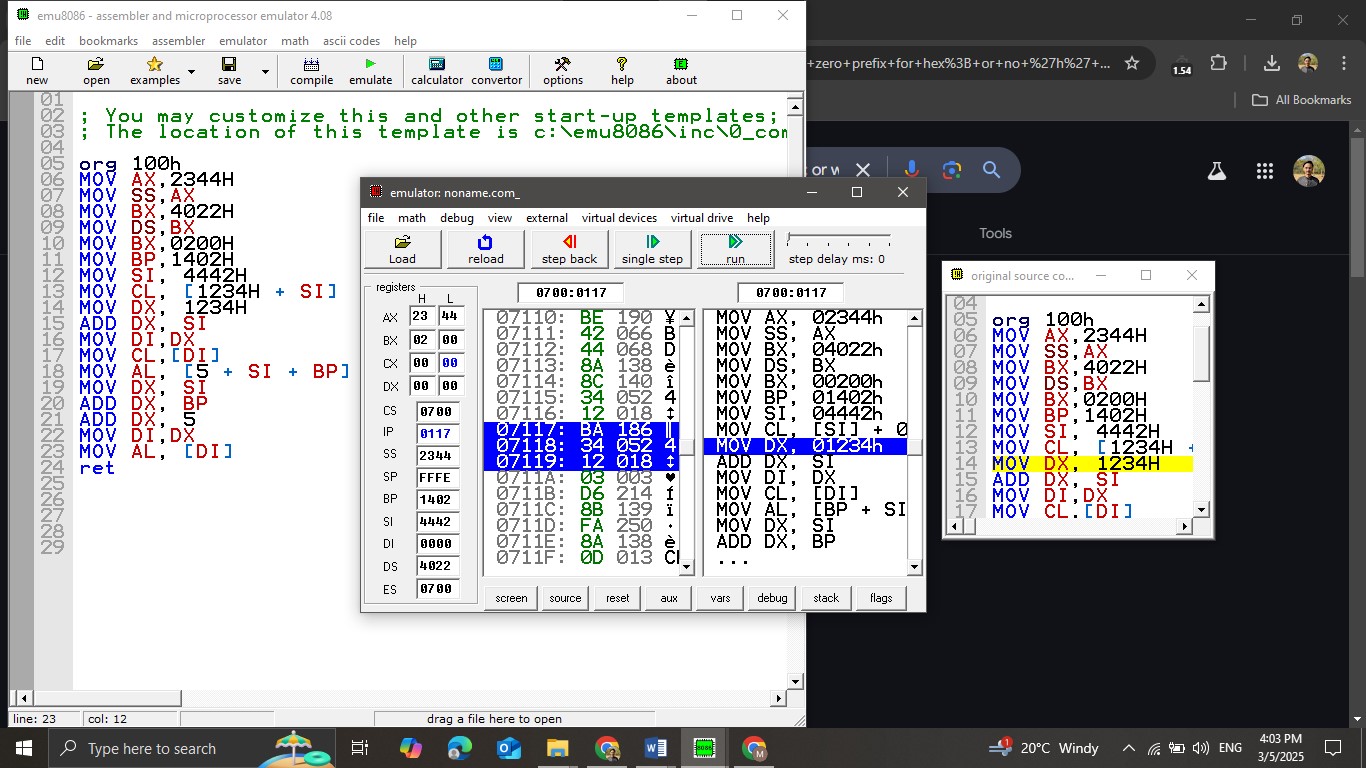 emu8086 - assembler and microprocessor emulator 4.08
file edit bookmarks assembler emulator math ascii codes help
new open examples save compile emulate calculator convertor options help about
01
02 ; You may customize this and other start-up templates;
03 ; The location of this template is c:\emu8086\inc\0_com
04
05 org 100h
06 MOV AX,2344H
07 MOV SS,AX
08 MOV BX,4022H
09 MOV DS,BX
10 MOV BX,0200H
11 MOV BP,1402H
12 MOV SI, 4442H
13 MOV CL, [1234H + SI]
14 MOV DX, 1234H
15 ADD DX, SI
16 MOV DI,DX
17 MOV CL,[DI]
18 MOV AL, [5 + SI + BP]
19 MOV DX, SI
20 ADD DX, BP
21 ADD DX, 5
22 MOV DI,DX
23 MOV AL, [DI]
24 ret
25
26
27
28
29
line: 23 col: 12 drag a file here to open
emulator: noname.com_
file math debug view external virtual devices virtual drive help
Load reload step back single step run step delay ms: 0
registers
H L
AX 23 44
BX 02 00
CX 00 00
DX 00 00
CS 0700
IP 0117
SS 2344
SP FFFE
BP 1402
SI 4442
DI 0000
DS 4022
ES 0700
0700:0117
07110: BE 190 ¥
07111: 42 066 B
07112: 44 068 D
07113: 8A 138 è
07114: 8C 140 î
07115: 34 052 4
07116: 12 018 ↕
07117: BA 186 ║
07118: 34 052 4
07119: 12 018 ↕
0711A: 03 003 ♥
0711B: D6 214
0711C: 8B 139 ï
0711D: FA 250 ·
0711E: 8A 138 è
0711F: 0D 013
0700:0117
MOV AX, 02344h
MOV SS, AX
MOV BX, 04022h
MOV DS, BX
MOV BX, 00200h
MOV BP, 01402h
MOV SI, 04442h
MOV CL, [SI] + 0
MOV DX, 01234h
ADD DX, SI
MOV DI, DX
MOV CL, [DI]
MOV AL, [BP + SI
MOV DX, SI
ADD DX, BP
...
screen source reset aux vars debug stack flags
original source co...
04
05 org 100h
06 MOV AX,2344H
07 MOV SS,AX
08 MOV BX,4022H
09 MOV DS,BX
10 MOV BX,0200H
11 MOV BP,1402H
12 MOV SI, 4442H
13 MOV CL, [1234H +
14 MOV DX, 1234H
15 ADD DX, SI
16 MOV DI,DX
17 MOV CL,[DI]
+ zero + prefix + for + hex%3B + or + no + %27h%27 + ...
1.54
All Bookmarks
or w
Tools
Type here to search
20°C Windy
ENG
4:03 PM
3/5/2025